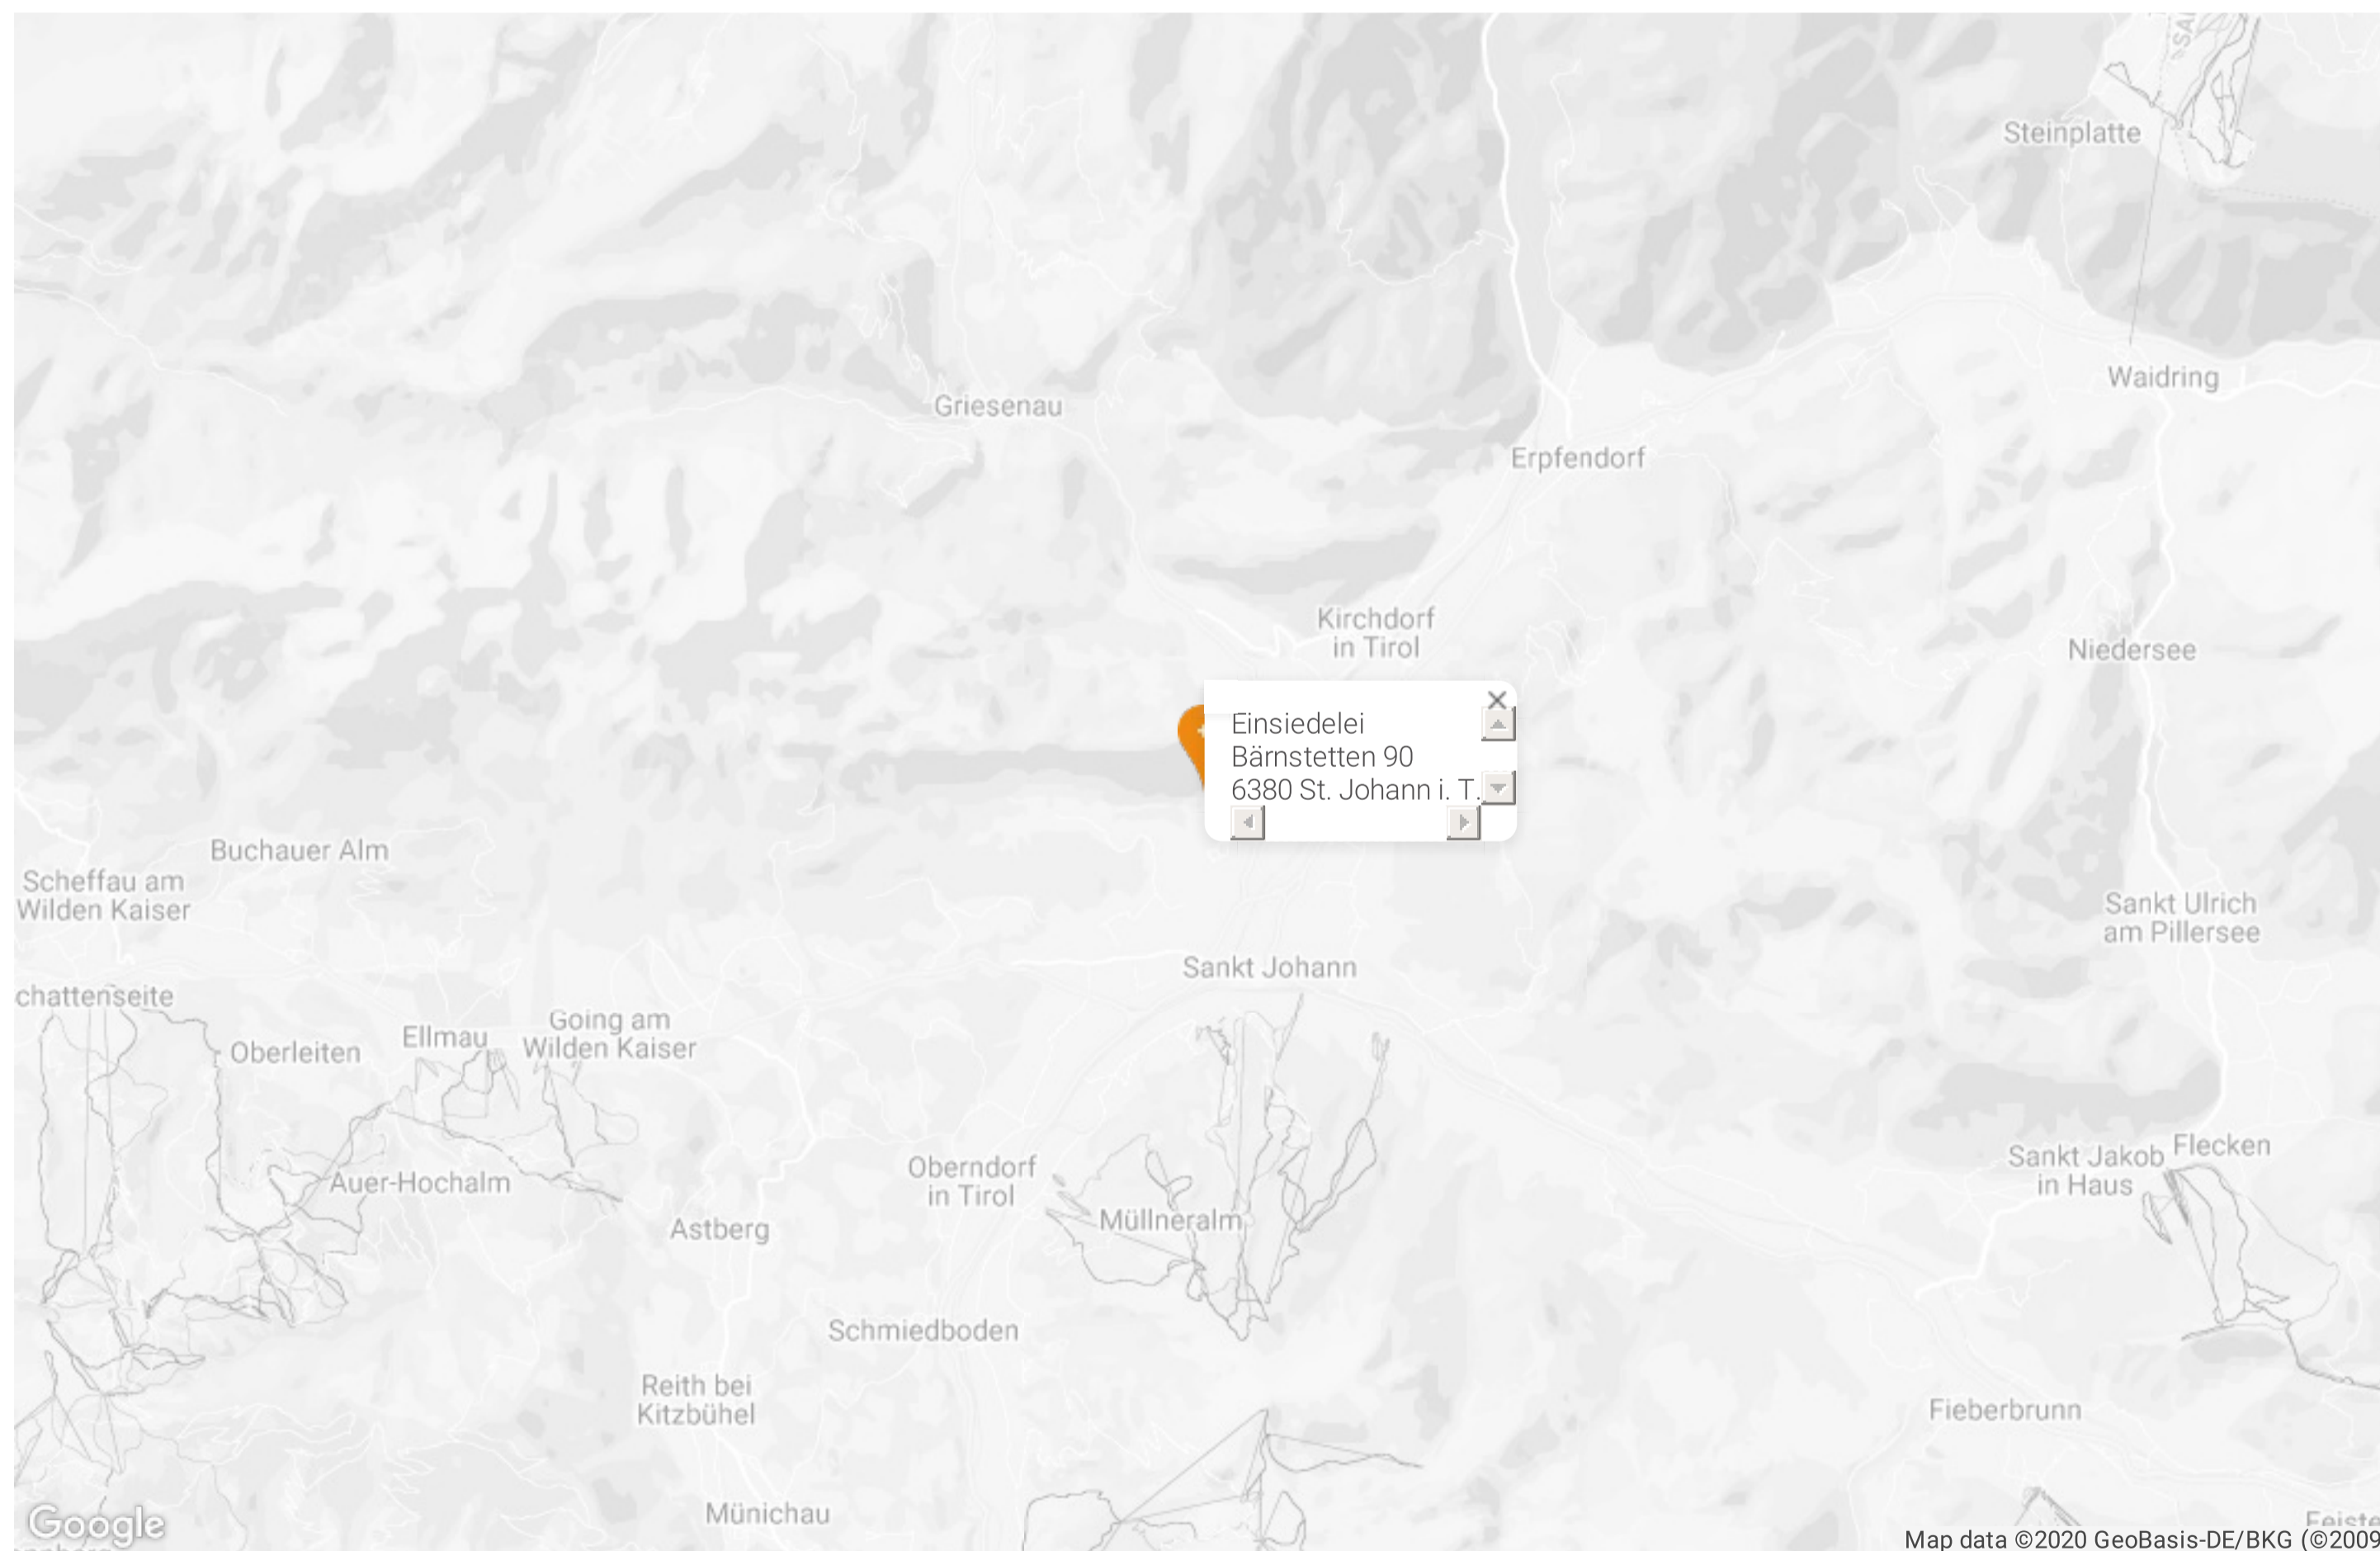 Steinplatte
Waidring
Griesenau
Erpfendorf
Kirchdorf
in Tirol
Niedersee
Einsiedelei
Bärnstetten 90
6380 St. Johann i. T.
Buchauer Alm
Scheffau am
Wilden Kaiser
Sankt Ulrich
am Pillersee
Sankt Johann
chattenseite
Going am
Wilden Kaiser
Ellmau
Oberleiten
Sankt Jakob
in Haus
Flecken
Oberndorf
in Tirol
Auer-Hochalm
Müllneralm
Astberg
Schmiedboden
Reith bei
Kitzbühel
Fieberbrunn
Münichau
Google
Feiste
Map data ©2020 GeoBasis-DE/BKG (©2009